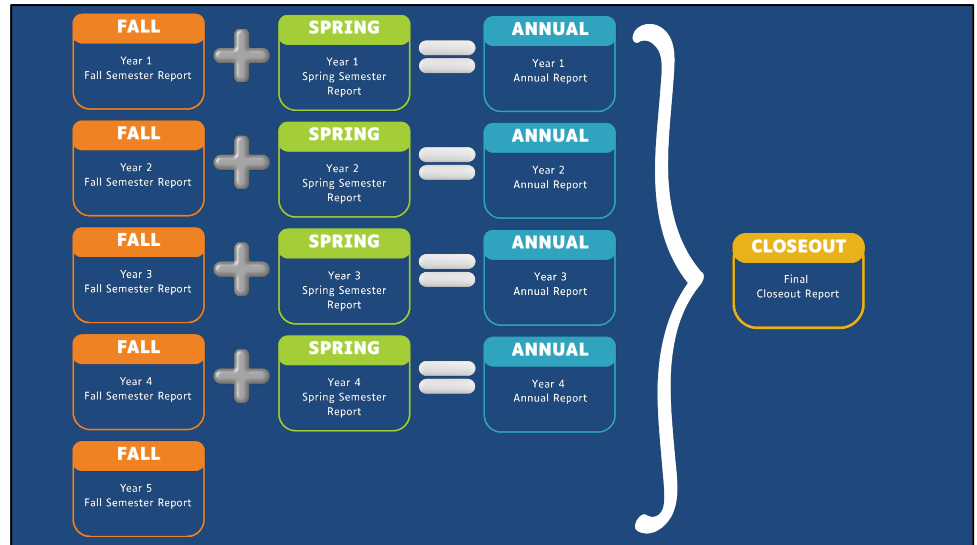 FALL
Year 1
Fall Semester Report
SPRING
Year 1
Spring Semester
Report
ANNUAL
Year 1
Annual Report
FALL
Year 2
Fall Semester Report
SPRING
Year 2
Spring Semester
Report
ANNUAL
Year 2
Annual Report
FALL
Year 3
Fall Semester Report
SPRING
Year 3
Spring Semester
Report
ANNUAL
Year 3
Annual Report
FALL
Year 4
Fall Semester Report
SPRING
Year 4
Spring Semester
Report
ANNUAL
Year 4
Annual Report
FALL
Year 5
Fall Semester Report
CLOSEOUT
Final
Closeout Report